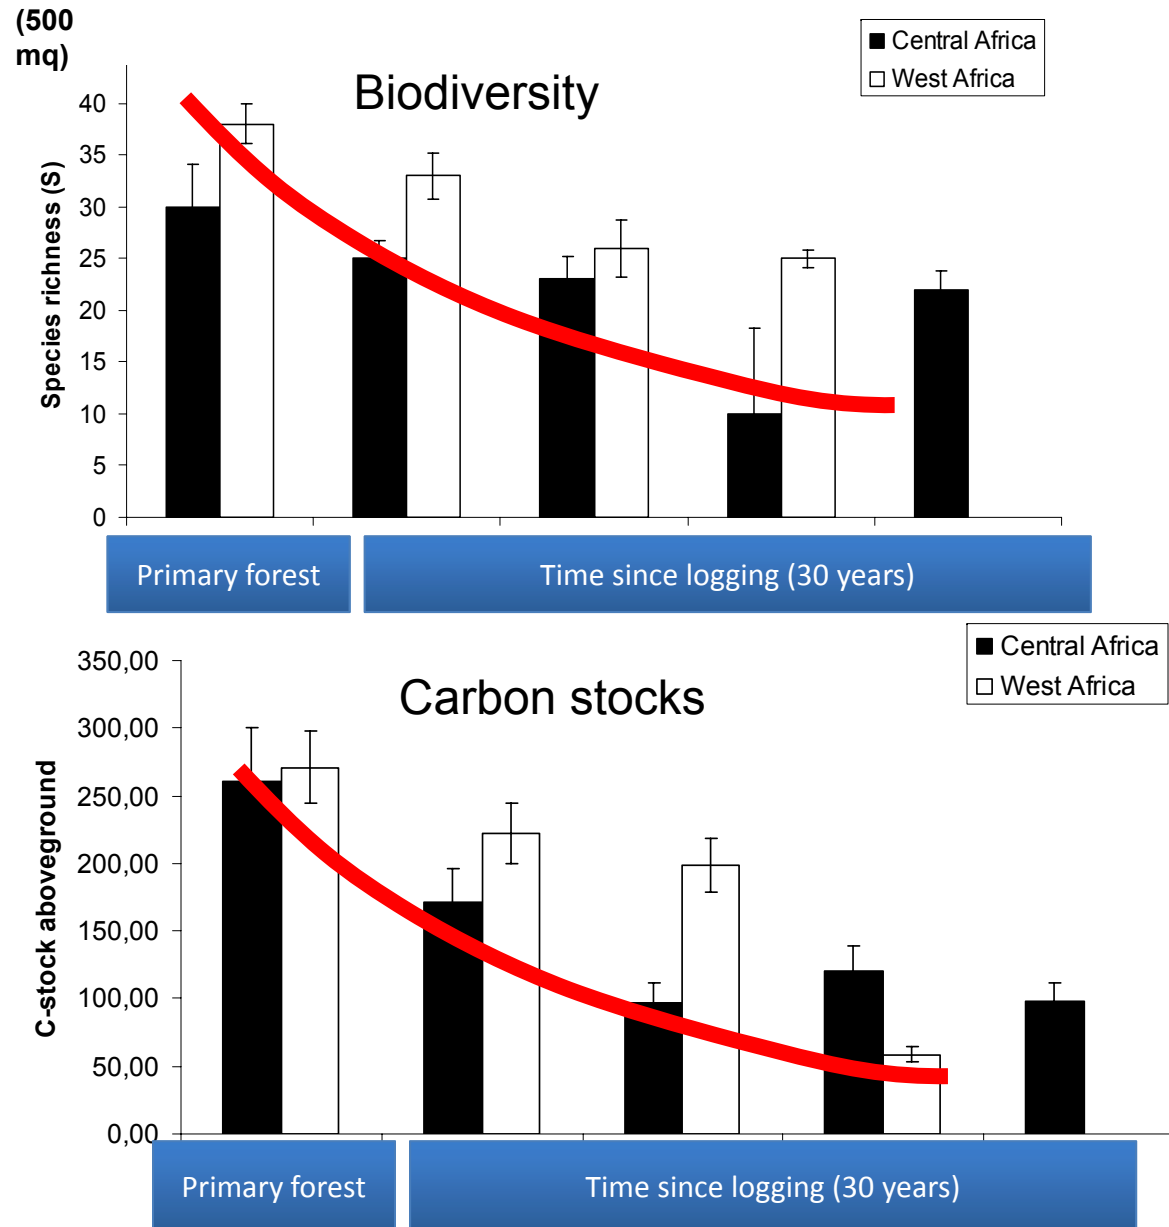 (500
mq)
Central Africa
West Africa
Biodiversity
Species richness (S)
40
35
30
25
20
15
10
5
0
Primary forest
Time since logging (30 years)
Central Africa
West Africa
Carbon stocks
C-stock aboveground
350,00
300,00
250,00
200,00
150,00
100,00
50,00
0,00
Primary forest
Time since logging (30 years)